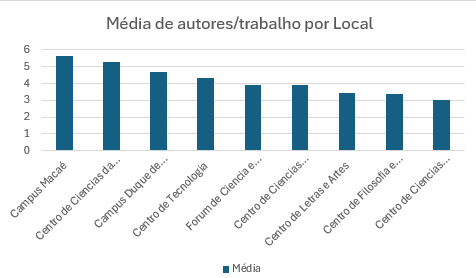 Média de autores/trabalho por Local
6
5
4
3
2
1
0
Campus Macaé
Centro de Ciencias da...
Campus Duque de...
Centro de Tecnologia
Forum de Ciencia e...
Centro de Ciencias...
Centro de Letras e Artes
Centro de Filosofia e...
Centro de Ciencias...
Média